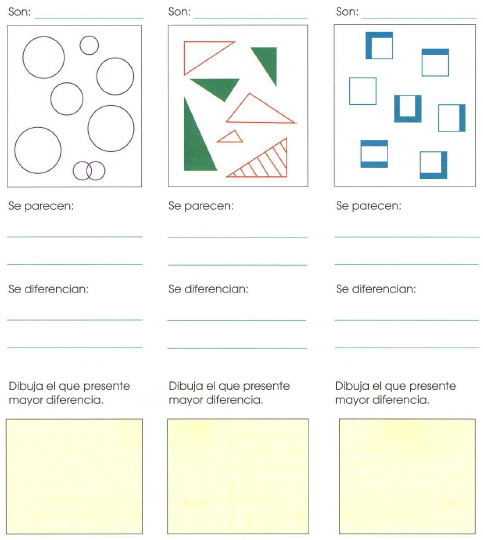 Son:
Son:
Son:
Se parecen:
Se parecen:
Se parecen:
Se diferencian:
Se diferencian:
Se diferencian:
Dibuja el que presente
mayor diferencia.
Dibuja el que presente
mayor diferencia.
Dibuja el que presente
mayor diferencia.